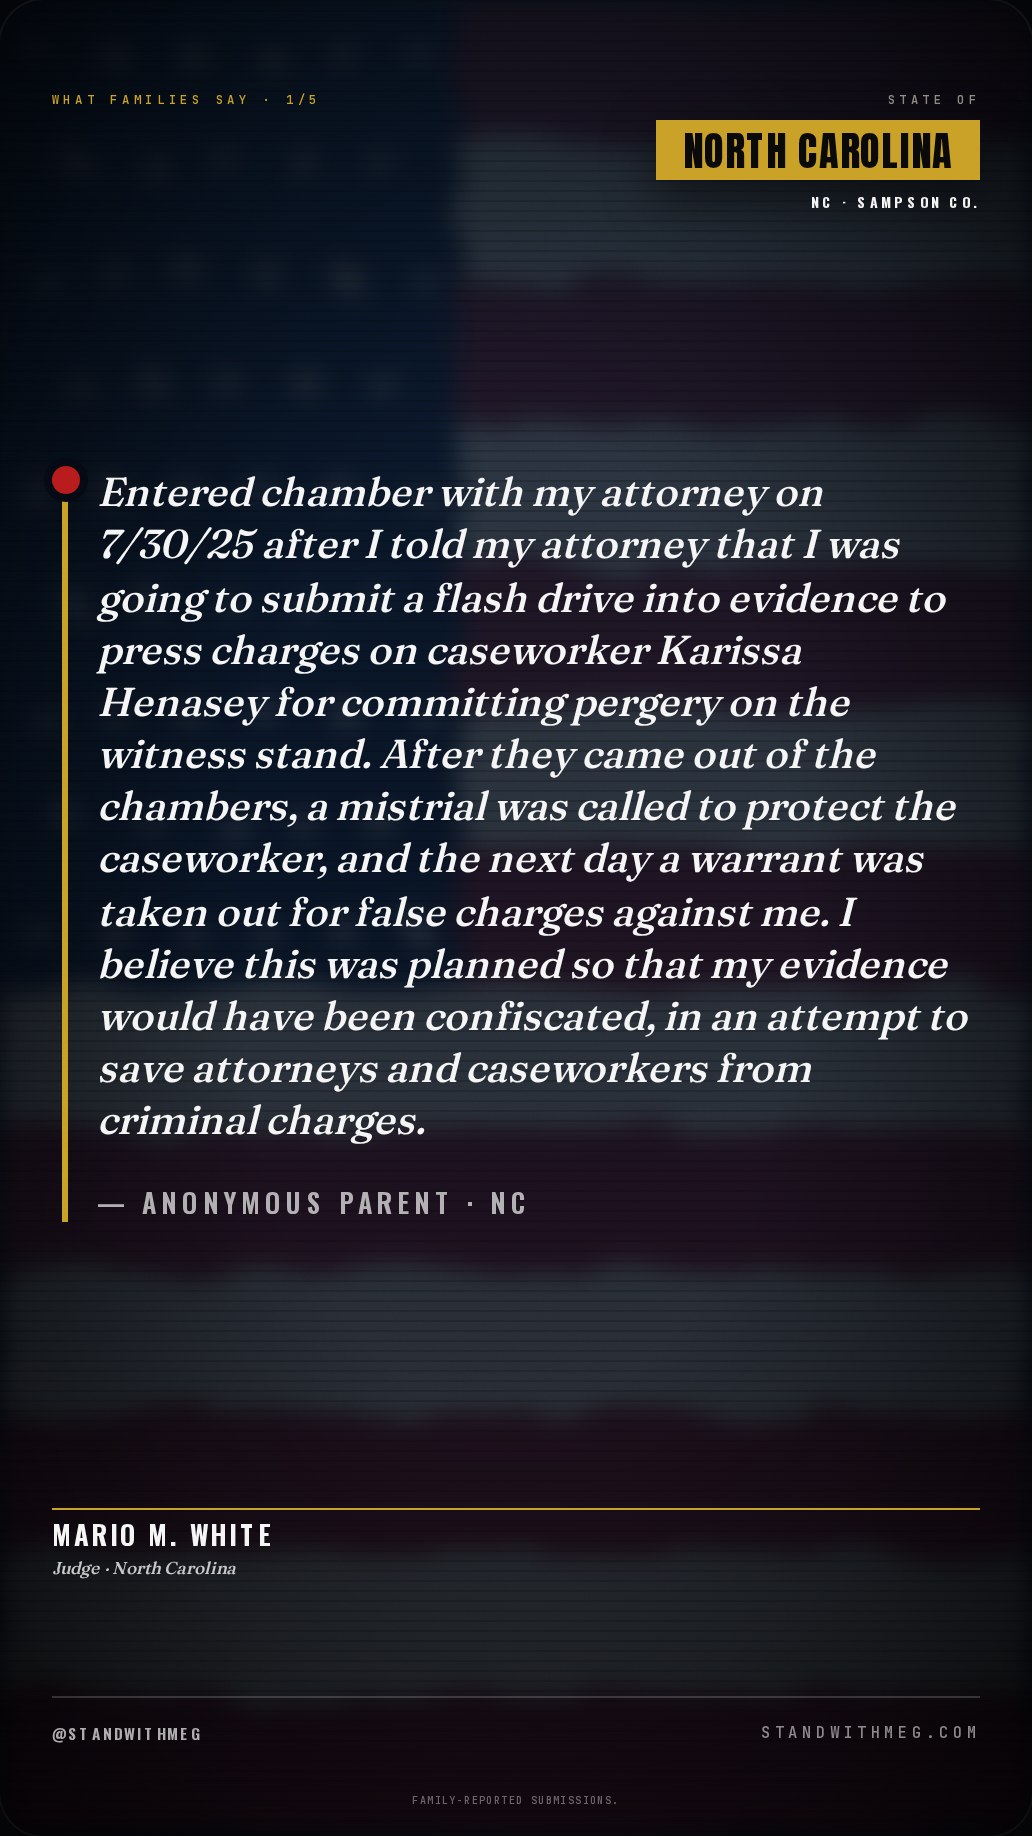 WHAT FAMILIES SAY · 1/5
STATE OF
NORTH CAROLINA
NC · SAMPSON CO.
Entered chamber with my attorney on
7/30/25 after I told my attorney that I was
going to submit a flash drive into evidence to
press charges on caseworker Karissa
Henasey for committing pergery on the
witness stand. After they came out of the
chambers, a mistrial was called to protect the
caseworker, and the next day a warrant was
taken out for false charges against me. I
believe this was planned so that my evidence
would have been confiscated, in an attempt to
save attorneys and caseworkers from
criminal charges.
— ANONYMOUS PARENT · NC
MARIO M. WHITE
Judge · North Carolina
@STANDWITHMEG
STANDWITHMEG.COM
FAMILY-REPORTED SUBMISSIONS.